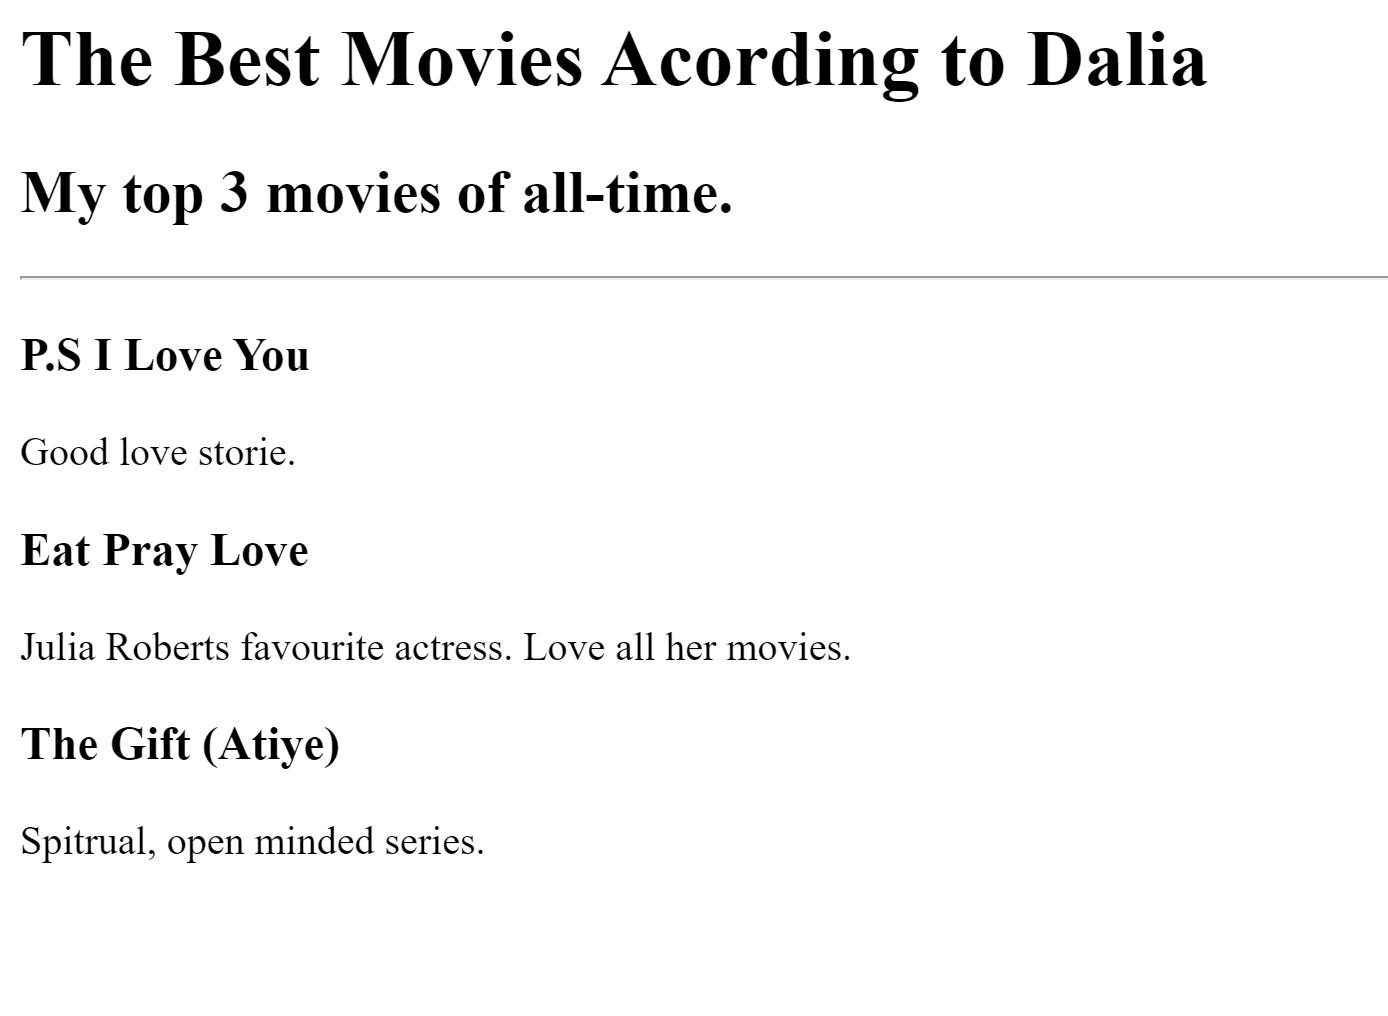 The Best Movies Acording to Dalia
My top 3 movies of all-time.
P.S I Love You
Good love storie.
Eat Pray Love
Julia Roberts favourite actress. Love all her movies.
The Gift (Atiye)
Spitrual, open minded series.